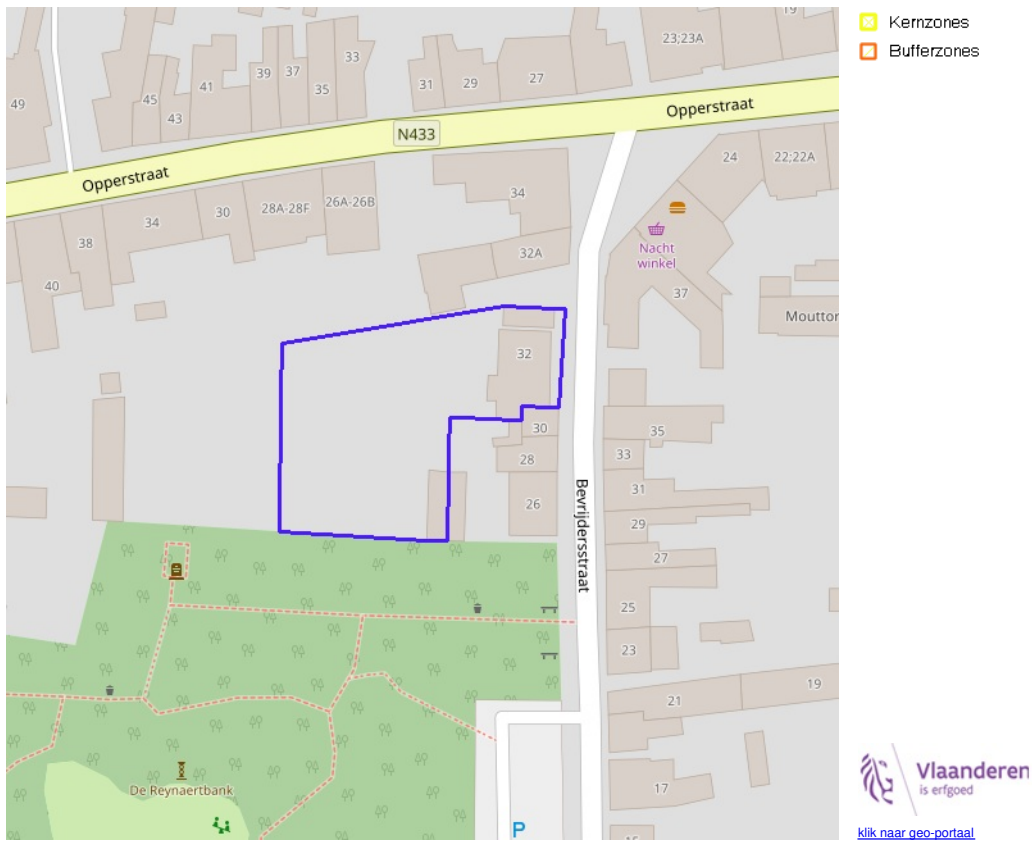 19
23;23A
33
39
37
41
35
31
29
27
49
45
43
N433
Opperstraat
Opperstraat
24
22;22A
34
26A-26B
28A-28F
30
34
38
40
32A
Nacht
winkel
37
Mouttor
32
30
28
26
Bevrijdersstraat
35
33
31
29
27
25
23
21
19
17
De Reynaertbank
P
Kernzones
Bufferzones
Vlaanderen
is erfgoed
klik naar geo-portaal